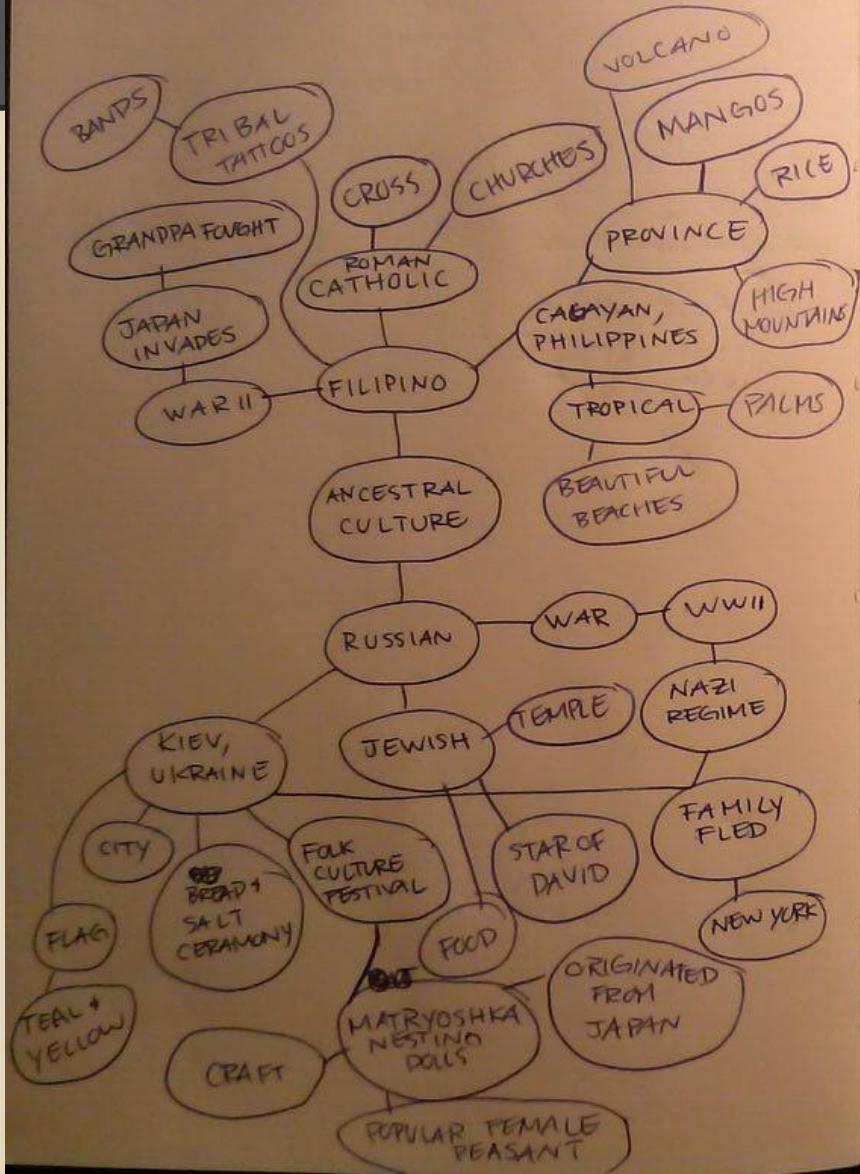 VOLCANO
BANDS
TRIBAL
TATTOOS
MANGOS
CROSS
CHURCHES
RICE
GRANDPA FOUGHT
PROVINCE
ROMAN
CATHOLIC
JAPAN
INVADES
CAGAYAN,
PHILIPPINES
HIGH
MOUNTAINS
WAR II
FILIPINO
TROPICAL
PALMS
ANCESTRAL
CULTURE
BEAUTIFUL
BEACHES
RUSSIAN
WAR
WWII
KIEV,
UKRAINE
JEWISH
TEMPLE
NAZI
REGIME
CITY
FOLK
CULTURE
FESTIVAL
STAR OF
DAVID
FAMILY
FLED
BREAD +
SALT
CERAMONY
FLAG
FOOD
NEW YORK
TEAL +
YELLOW
MATRYOSHKA
NESTING
DOLLS
ORIGINATED
FROM
JAPAN
CRAFT
POPULAR FEMALE
PEASANT